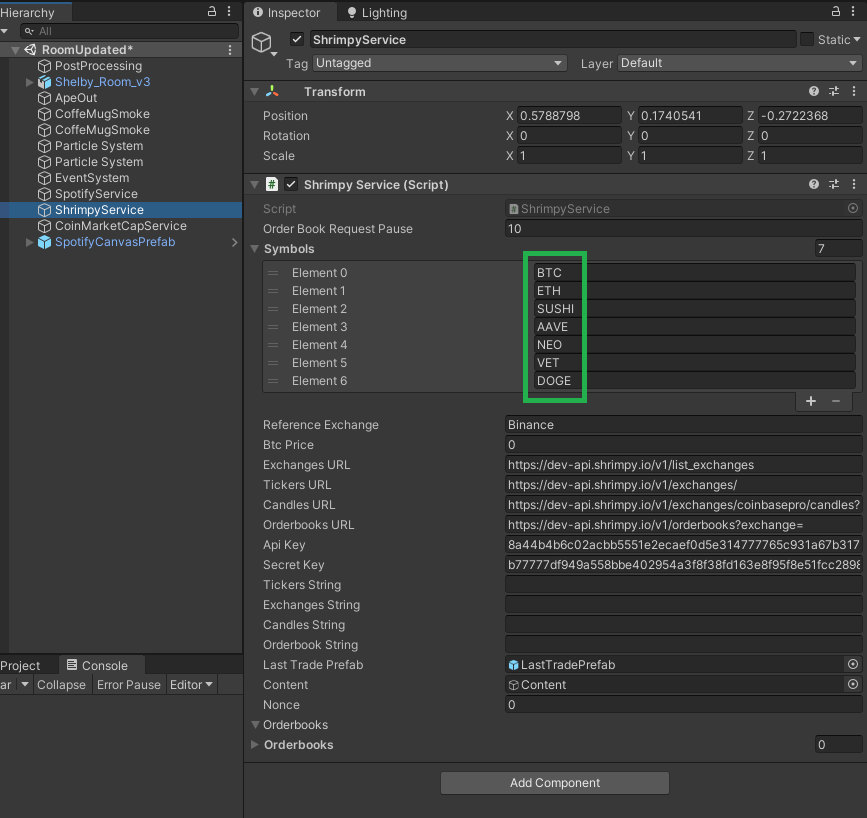 Hierarchy
All
RoomUpdated*
PostProcessing
Shelby_Room_v3
ApeOut
CoffeMugSmoke
CoffeMugSmoke
Particle System
Particle System
EventSystem
SpotifyService
ShrimpyService
CoinMarketCapService
SpotifyCanvasPrefab
Project Console
ar Collapse Error Pause Editor
Inspector Lighting
ShrimpyService Static
Tag Untagged Layer Default
Transform
Position X 0.5788798 Y 0.1740541 Z -0.2722368
Rotation X 0 Y 0 Z 0
Scale X 1 Y 1 Z 1
# Shrimpy Service (Script)
Script # ShrimpyService
Order Book Request Pause 10
Symbols 7
Element 0 BTC
Element 1 ETH
Element 2 SUSHI
Element 3 AAVE
Element 4 NEO
Element 5 VET
Element 6 DOGE
+ −
Reference Exchange Binance
Btc Price 0
Exchanges URL https://dev-api.shrimpy.io/v1/list_exchanges
Tickers URL https://dev-api.shrimpy.io/v1/exchanges/
Candles URL https://dev-api.shrimpy.io/v1/exchanges/coinbasepro/candles?
Orderbooks URL https://dev-api.shrimpy.io/v1/orderbooks?exchange=
Api Key 8a44b4b6c02acbb5551e2ecaef0d5e314777765c931a67b317
Secret Key b77777df949a558bbe402954a3f8f38fd163e8f95f8e51fcc2898
Tickers String
Exchanges String
Candles String
Orderbook String
Last Trade Prefab LastTradePrefab
Content Content
Nonce 0
Orderbooks
Orderbooks 0
Add Component